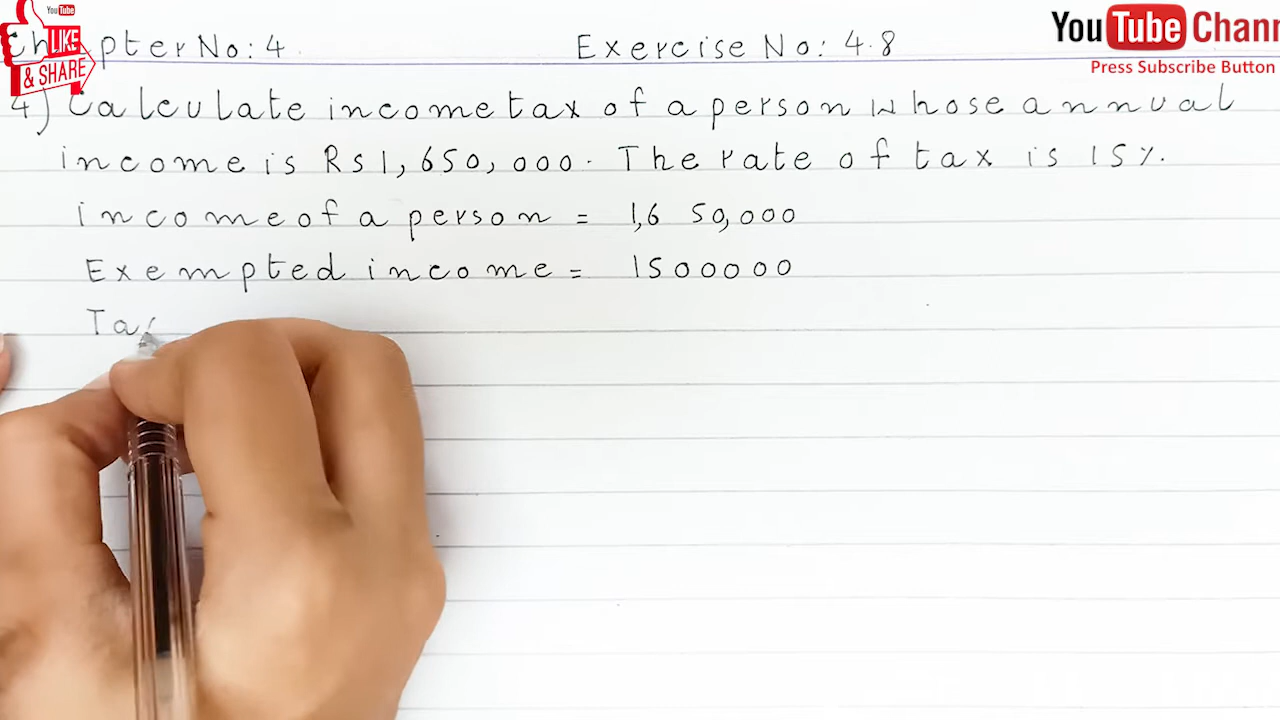 YouTube
LIKE
& SHARE
Chapter No: 4
Exercise No: 4.8
YouTube Chann
Press Subscribe Button
4) Calculate income tax of a person whose annual
income is Rs 1,650,000. The rate of tax is 15%.
income of a person = 1,650,000
Exempted income = 1500000
Ta